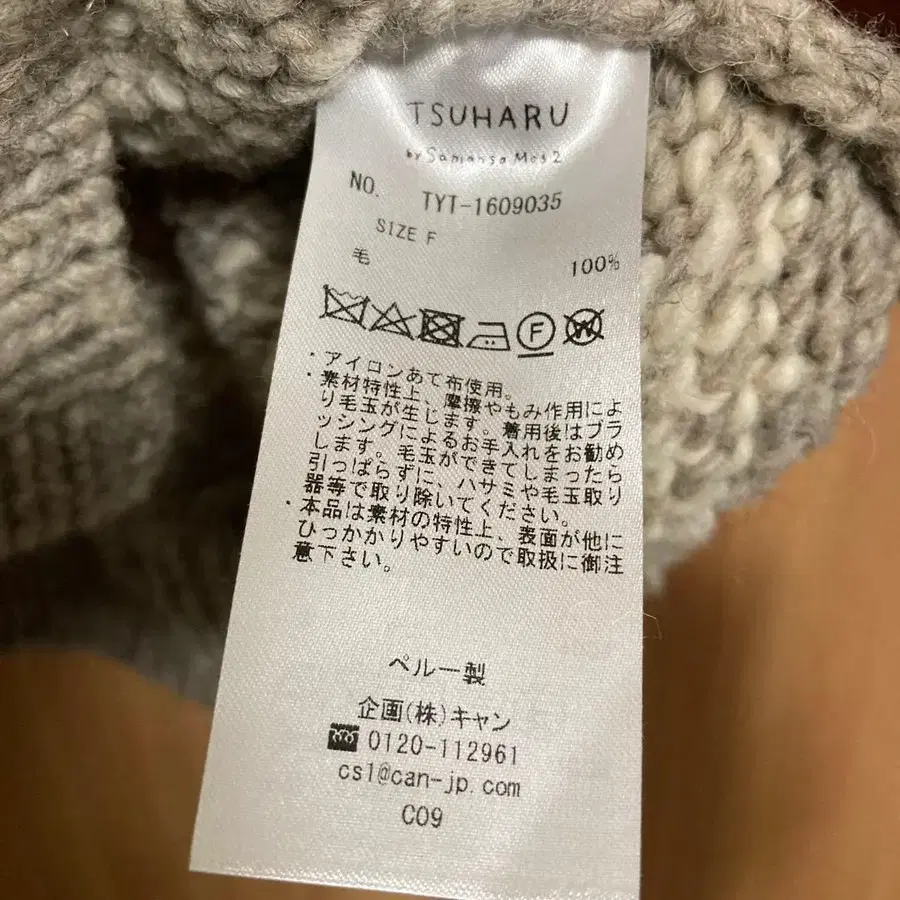 TSUHARU
by Samansa Mos2
NO. TYT-1609035
SIZE F
毛 100%
F W
・アイロンあて布使用。
・素材特性上、摩擦やもみ作用によ
り毛玉が生じます。着用後はブラ
ッシングによるお手入れをお勧め
します。毛玉ができてしまったら
引っぱらずに、ハサミや毛玉取り
器等で取り除いてください。
・本品は素材の特性上、表面が他に
ひっかかりやすいので取扱に御注
意下さい。
ペルー製
企画(株)キャン
0120-112961
cs1@can-jp.com
C09